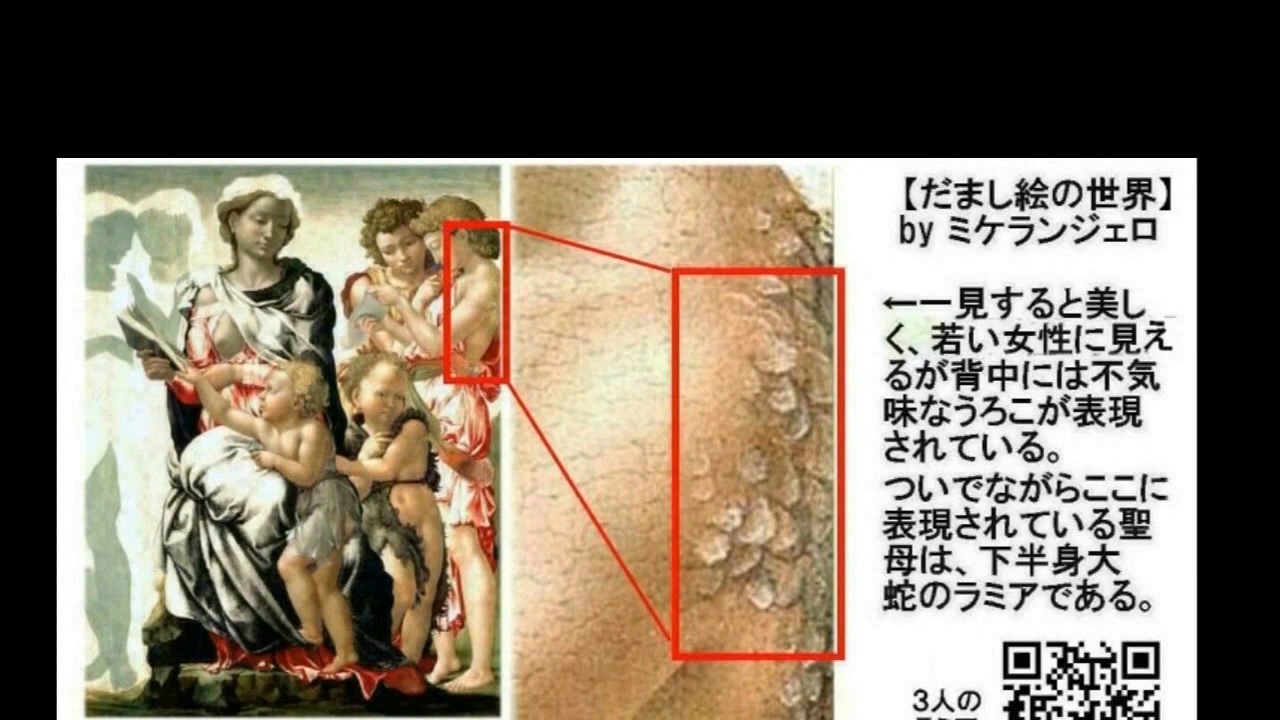 【だまし絵の世界】
by ミケランジェロ
←一見すると美し
く、若い女性に見え
るが背中には不気
味なうろこが表現
されている。
ついでながらここに
表現されている聖
母は、下半身大
蛇のラミアである。
3人の